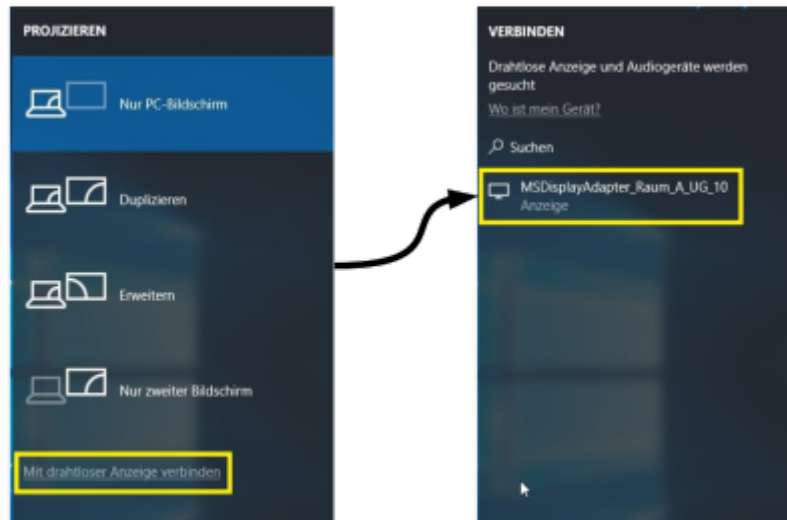 PROJIZIEREN
Nur PC-Bildschirm
Duplizieren
Erweitern
Nur zweiter Bildschirm
Mit drahtloser Anzeige verbinden
VERBINDEN
Drahtlose Anzeige und Audiogeräte werden
gesucht
Wo ist mein Gerät?
Suchen
MSDisplayAdapter_Raum_A_UG_10
Anzeige